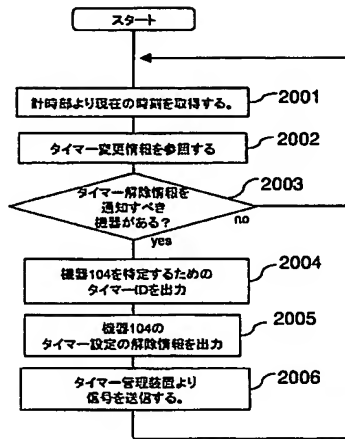 スタート
計時部より現在の時刻を取得する。
2001
タイマー変更情報を参照する
2002
タイマー解除情報を
通知すべき
機器がある?
2003
no
yes
機器104を特定するための
タイマーIDを出力
2004
機器104の
タイマー設定の解除情報を出力
2005
タイマー管理装置より
信号を送信する。
2006